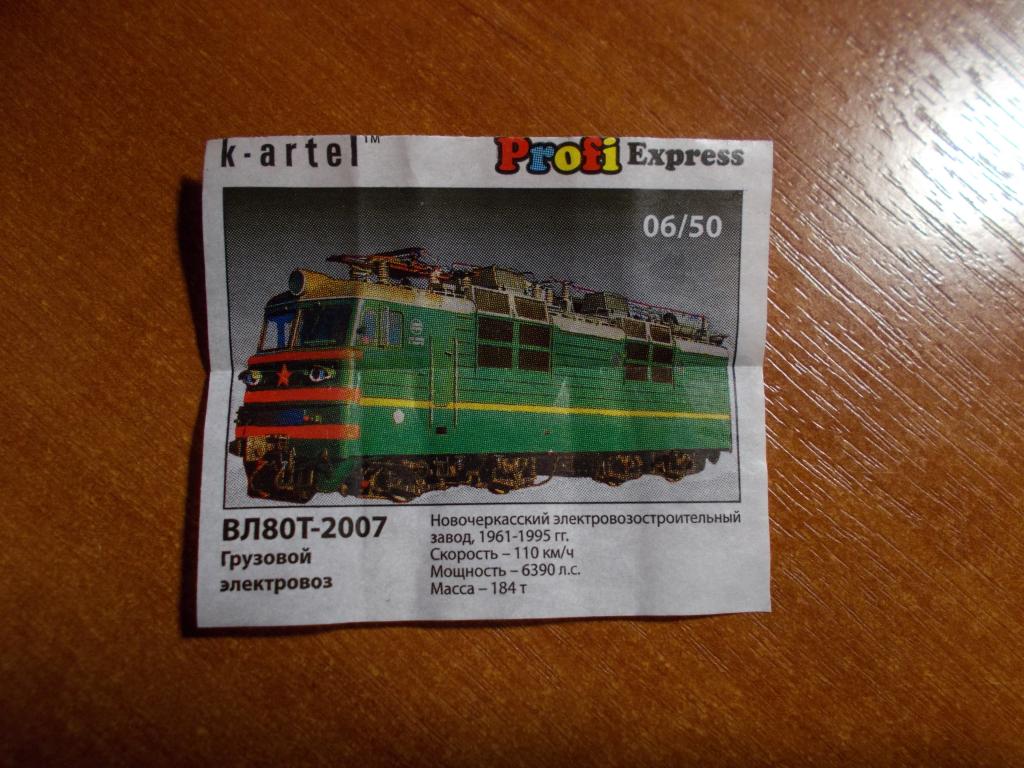 k-artel™
Profi Express
06/50
ВЛ80Т-2007
Грузовой
электровоз
Новочеркасский электровозостроительный
завод, 1961-1995 гг.
Скорость – 110 км/ч
Мощность – 6390 л.с.
Масса – 184 т